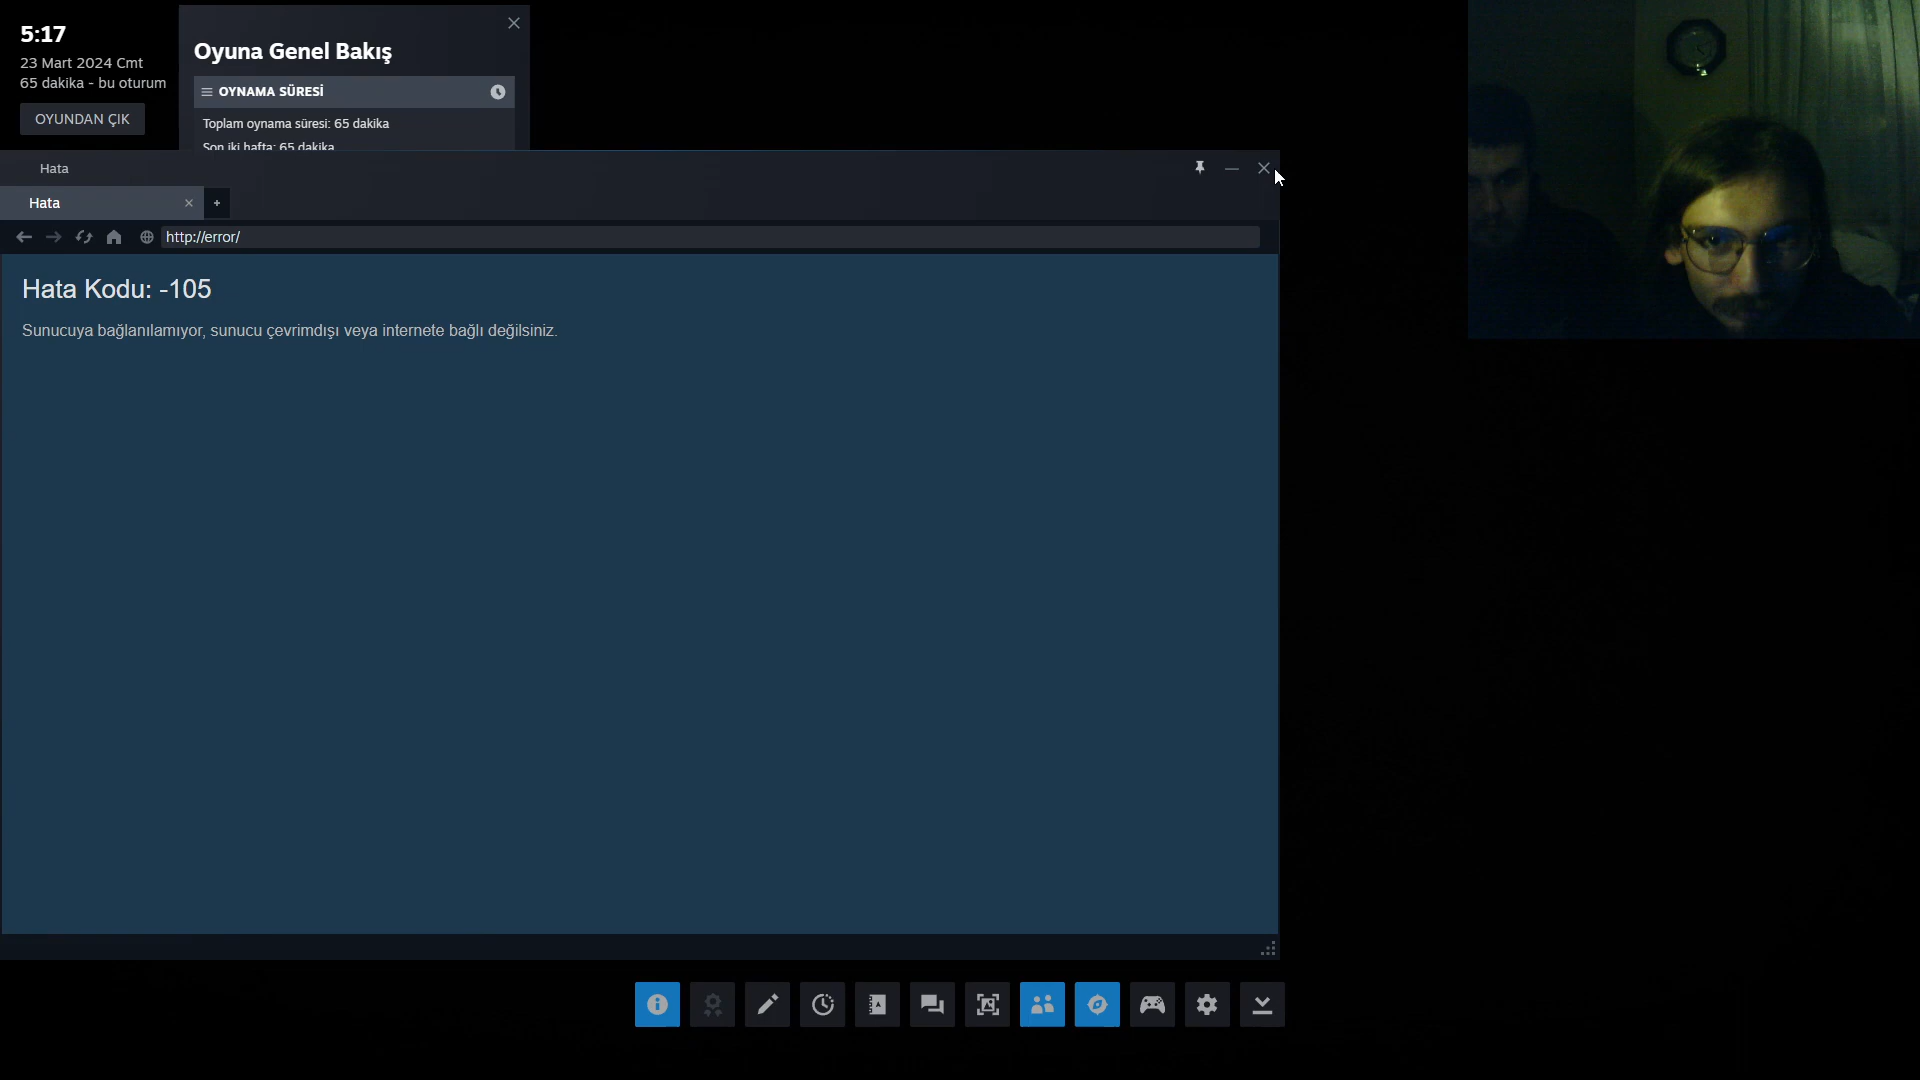 5:17
23 Mart 2024 Cmt
65 dakika - bu oturum
OYUNDAN ÇIK
Oyuna Genel Bakış
OYNAMA SÜRESİ
Toplam oynama süresi: 65 dakika
Son iki hafta: 65 dakika
Hata
Hata
http://error/
Hata Kodu: -105
Sunucuya bağlanılamıyor, sunucu çevrimdışı veya internete bağlı değilsiniz.